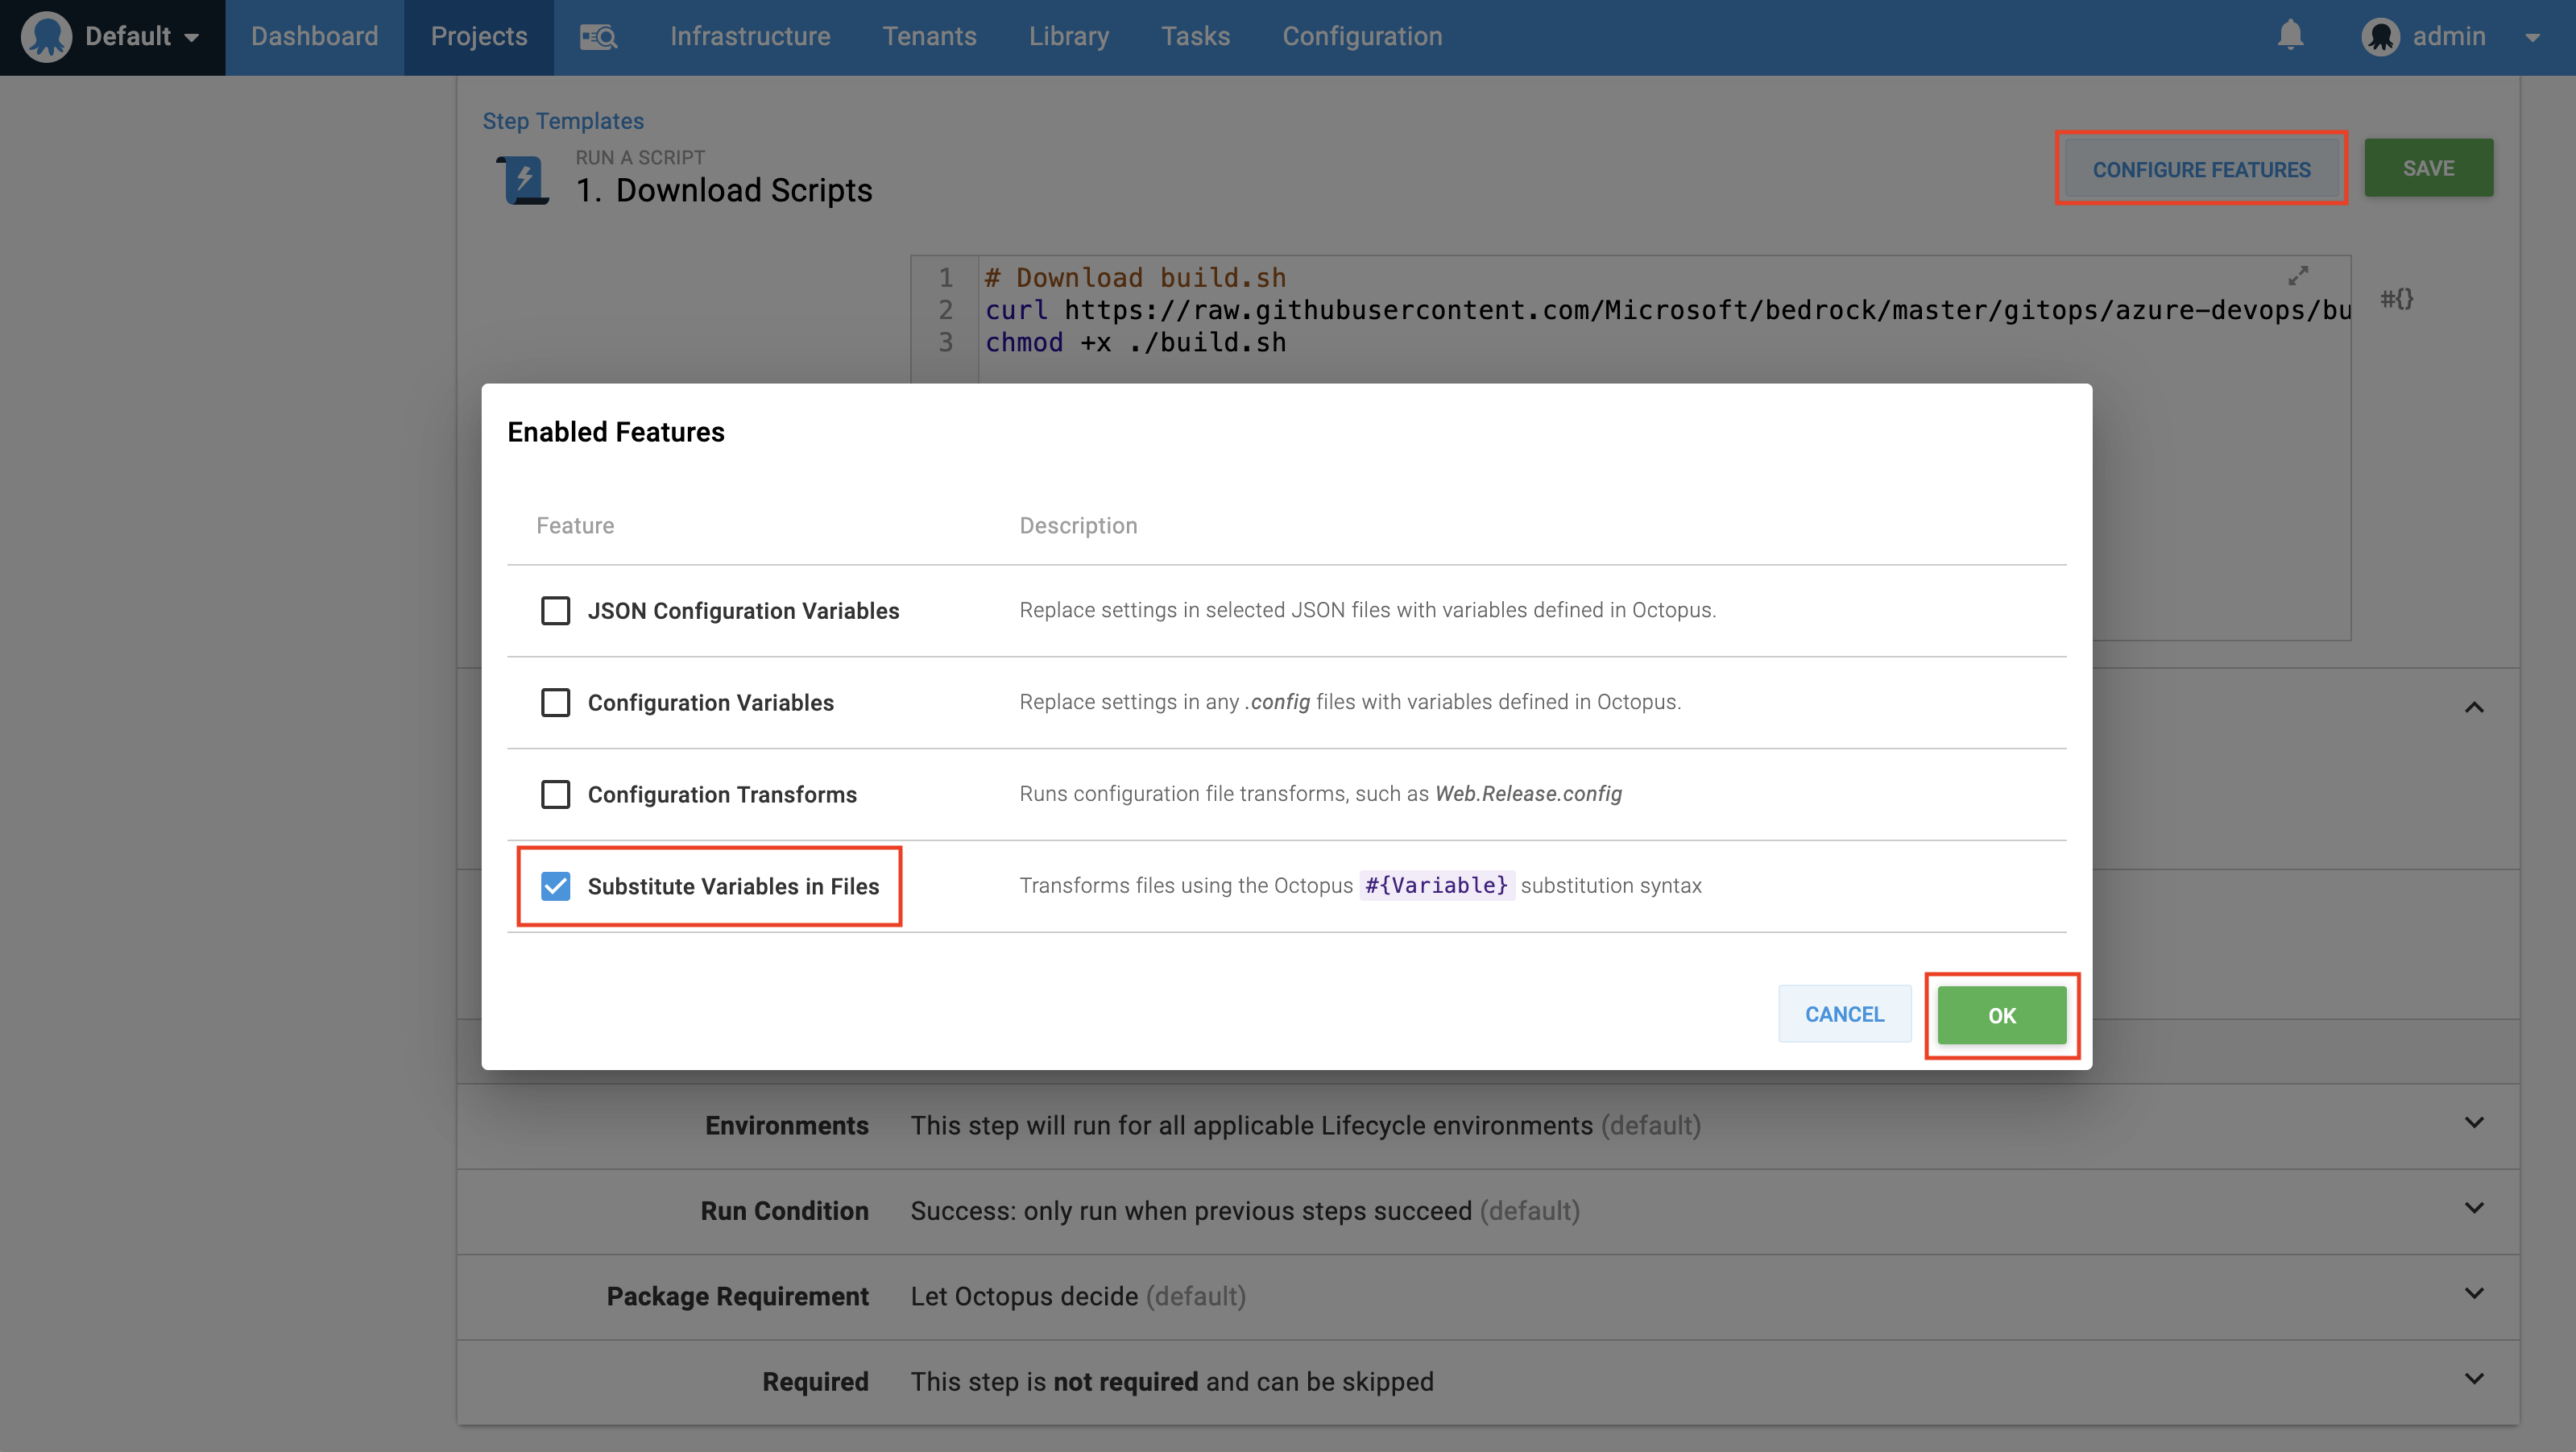 Default Dashboard Projects Infrastructure Tenants Library Tasks Configuration admin
Step Templates
RUN A SCRIPT
1. Download Scripts
CONFIGURE FEATURES SAVE
1 # Download build.sh
2 curl https://raw.githubusercontent.com/Microsoft/bedrock/master/gitops/azure-devops/bu
3 chmod +x ./build.sh
#{}
Enabled Features
Feature Description
JSON Configuration Variables Replace settings in selected JSON files with variables defined in Octopus.
Configuration Variables Replace settings in any .config files with variables defined in Octopus.
Configuration Transforms Runs configuration file transforms, such as Web.Release.config
Substitute Variables in Files Transforms files using the Octopus #{Variable} substitution syntax
CANCEL OK
Environments This step will run for all applicable Lifecycle environments (default)
Run Condition Success: only run when previous steps succeed (default)
Package Requirement Let Octopus decide (default)
Required This step is not required and can be skipped